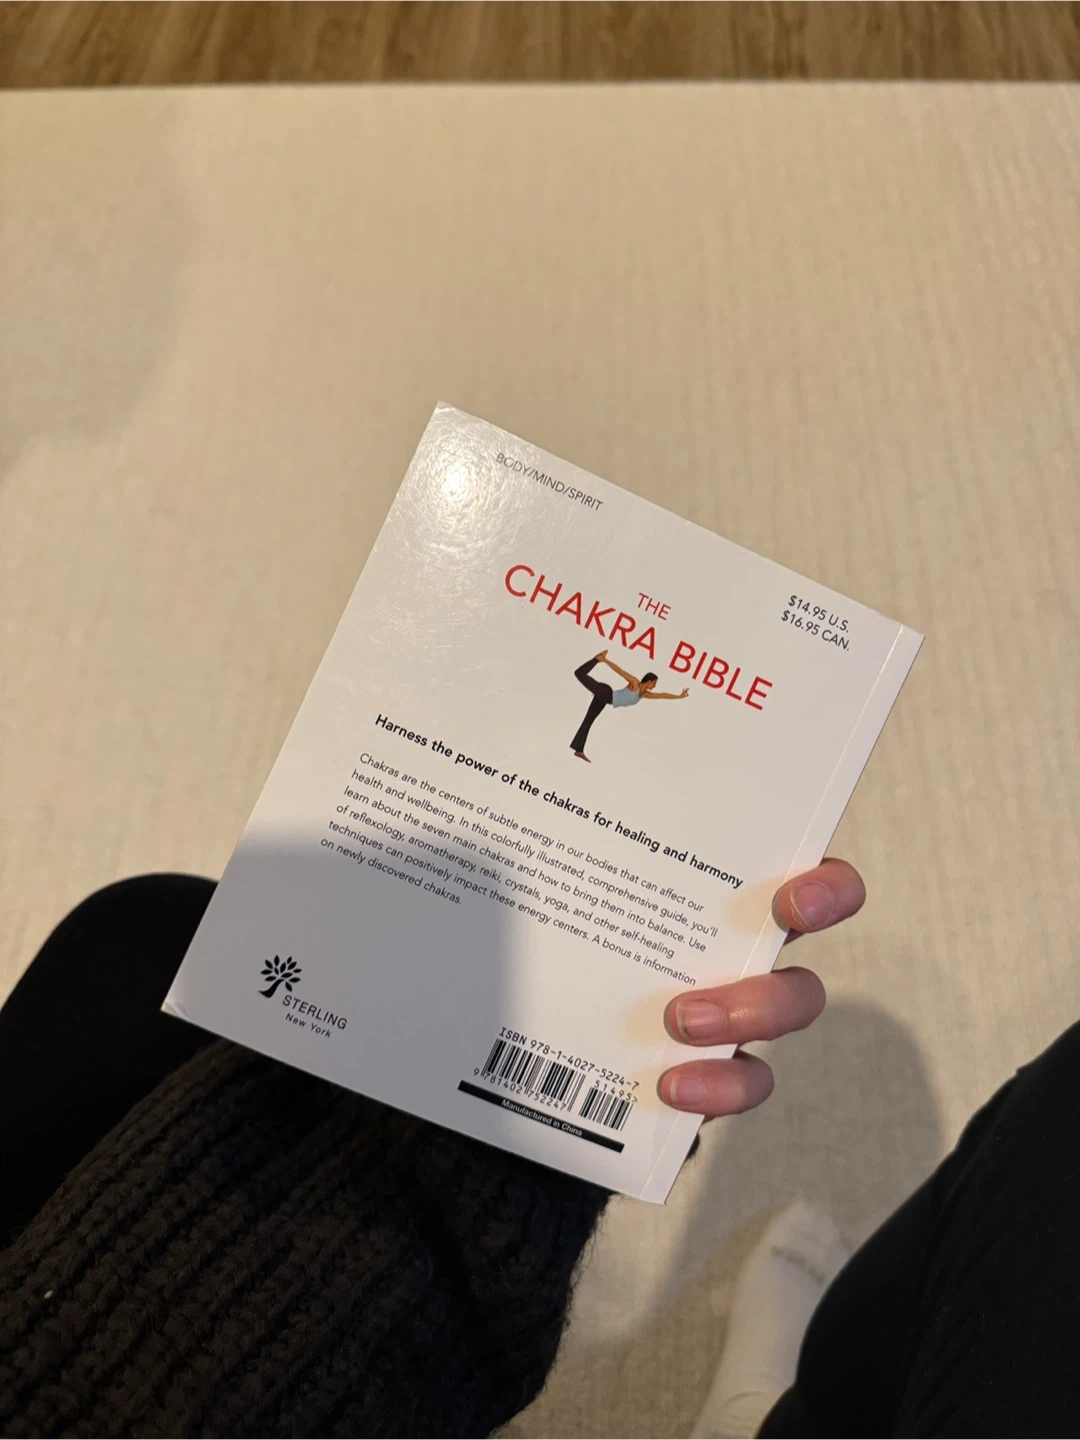 BODY/MIND/SPIRIT
$14.95 U.S.
$16.95 CAN.
THE
CHAKRA BIBLE
Harness the power of the chakras for healing and harmony
Chakras are the centers of subtle energy in our bodies that can affect our
health and wellbeing. In this colorfully illustrated, comprehensive guide, you'll
learn about the seven main chakras and how to bring them into balance. Use
of reflexology, aromatherapy, reiki, crystals, yoga, and other self-healing
techniques can positively impact these energy centers. A bonus is information
on newly discovered chakras.
STERLING
New York
ISBN 978-1-4027-5224-7
51495>
9 781402 752247
Manufactured in China